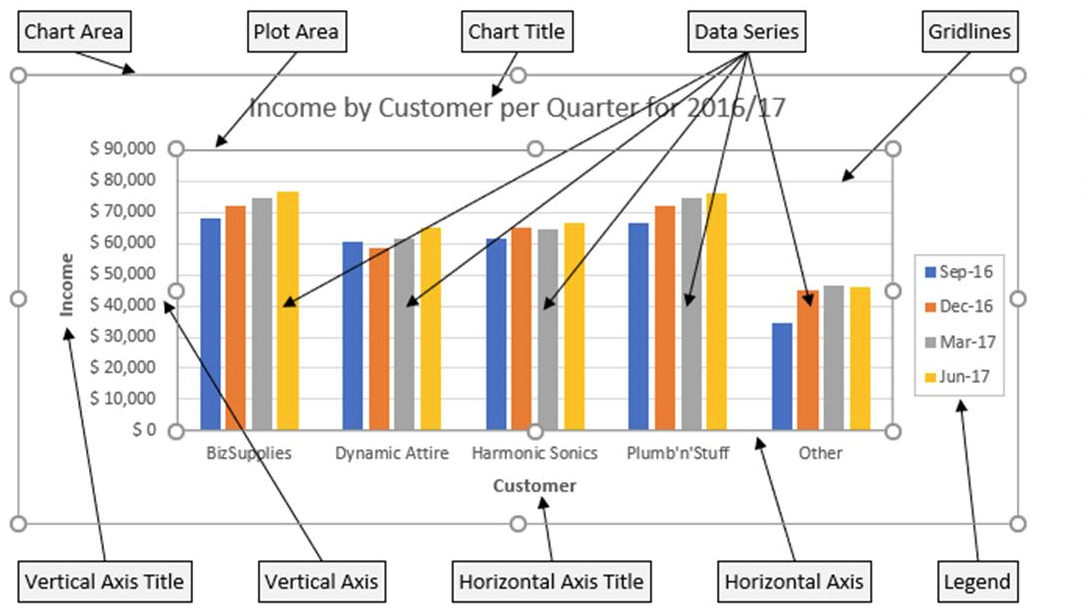 Chart Area
Plot Area
Chart Title
Data Series
Gridlines
Income by Customer per Quarter for 2016/17
$ 90,000
$ 80,000
$ 70,000
$ 60,000
$ 50,000
$ 40,000
$ 30,000
$ 20,000
$ 10,000
$ 0
Income
Sep-16
Dec-16
Mar-17
Jun-17
BizSupplies
Dynamic Attire
Harmonic Sonics
Plumb'n'Stuff
Other
Customer
Vertical Axis Title
Vertical Axis
Horizontal Axis Title
Horizontal Axis
Legend